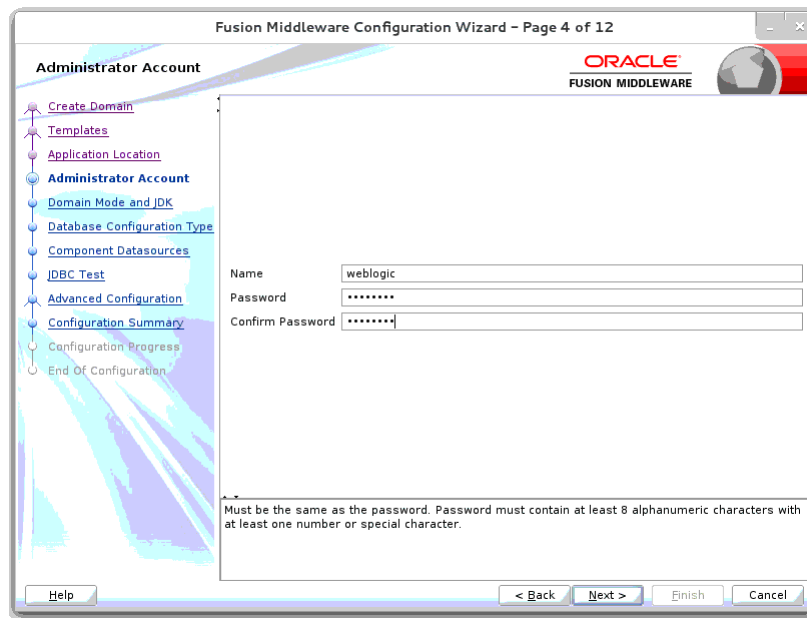 Fusion Middleware Configuration Wizard – Page 4 of 12
Administrator Account
ORACLE
FUSION MIDDLEWARE
Create Domain
Templates
Application Location
Administrator Account
Domain Mode and JDK
Database Configuration Type
Component Datasources
JDBC Test
Advanced Configuration
Configuration Summary
Configuration Progress
End Of Configuration
Name weblogic
Password ••••••••
Confirm Password ••••••••
Must be the same as the password. Password must contain at least 8 alphanumeric characters with
at least one number or special character.
Help < Back Next > Finish Cancel